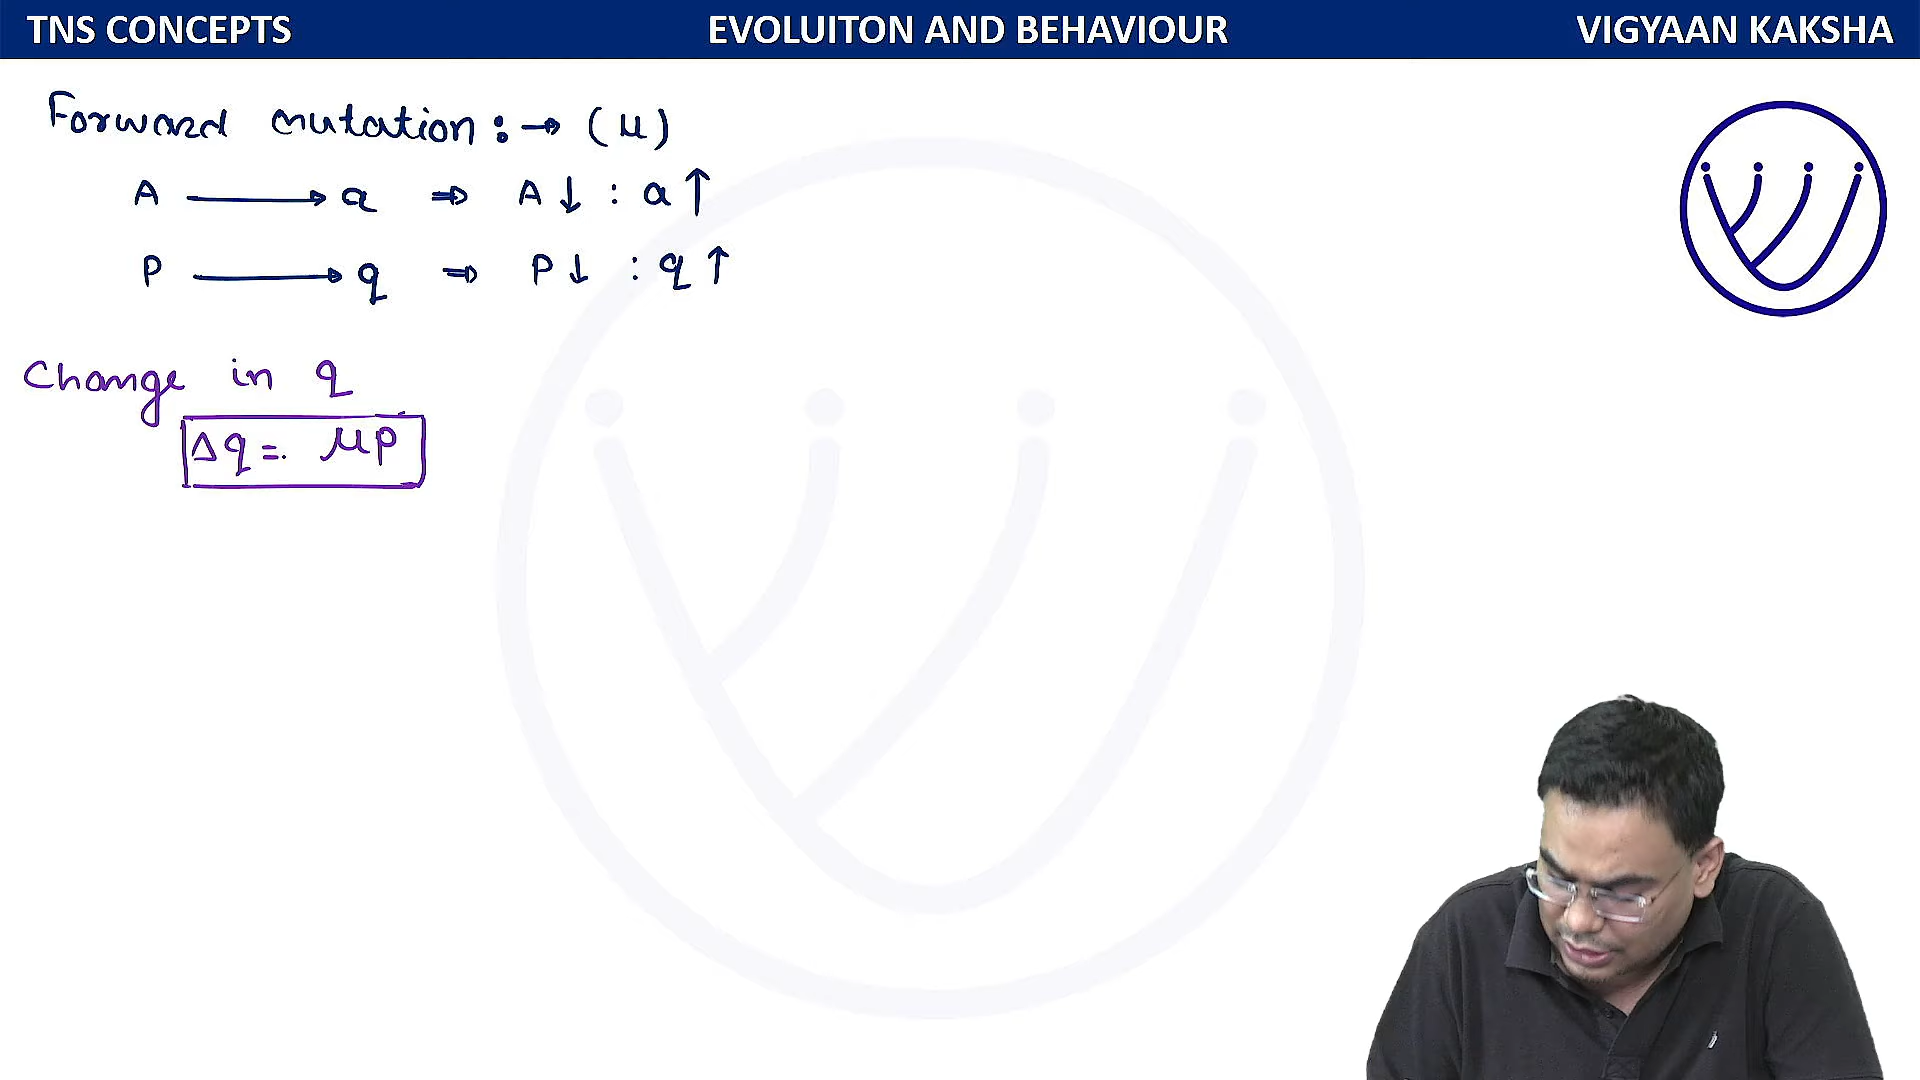 TNS CONCEPTS EVOLUITON AND BEHAVIOUR VIGYAAN KAKSHA
Forward mutation :→ (μ)
A → a ⇒ A↓ : a↑
P → q ⇒ P↓ : q↑
Change in q
Δq = μp